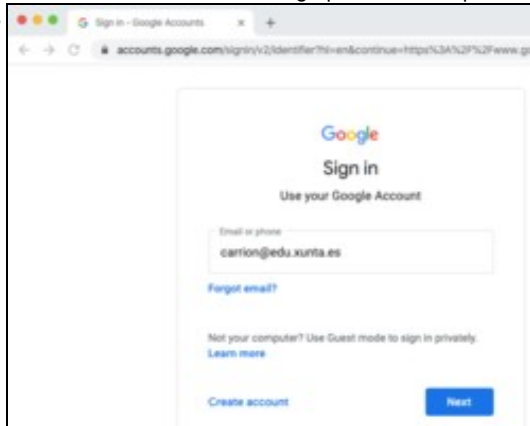 Sign in - Google Accounts
accounts.google.com/signin/v2/identifier?hl=en&continue=https%3A%2F%2Fwww.go
Google
Sign in
Use your Google Account
Email or phone
carrion@edu.xunta.es
Forgot email?
Not your computer? Use Guest mode to sign in privately.
Learn more
Create account
Next